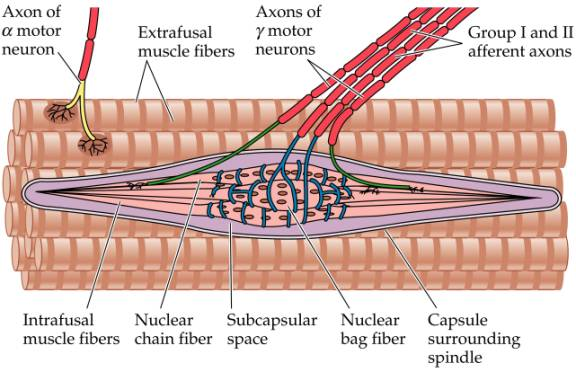 Axon of
α motor
neuron
Extrafusal
muscle fibers
Axons of
γ motor
neurons
Group I and II
afferent axons
Intrafusal
muscle fibers
Nuclear
chain fiber
Subcapsular
space
Nuclear
bag fiber
Capsule
surrounding
spindle